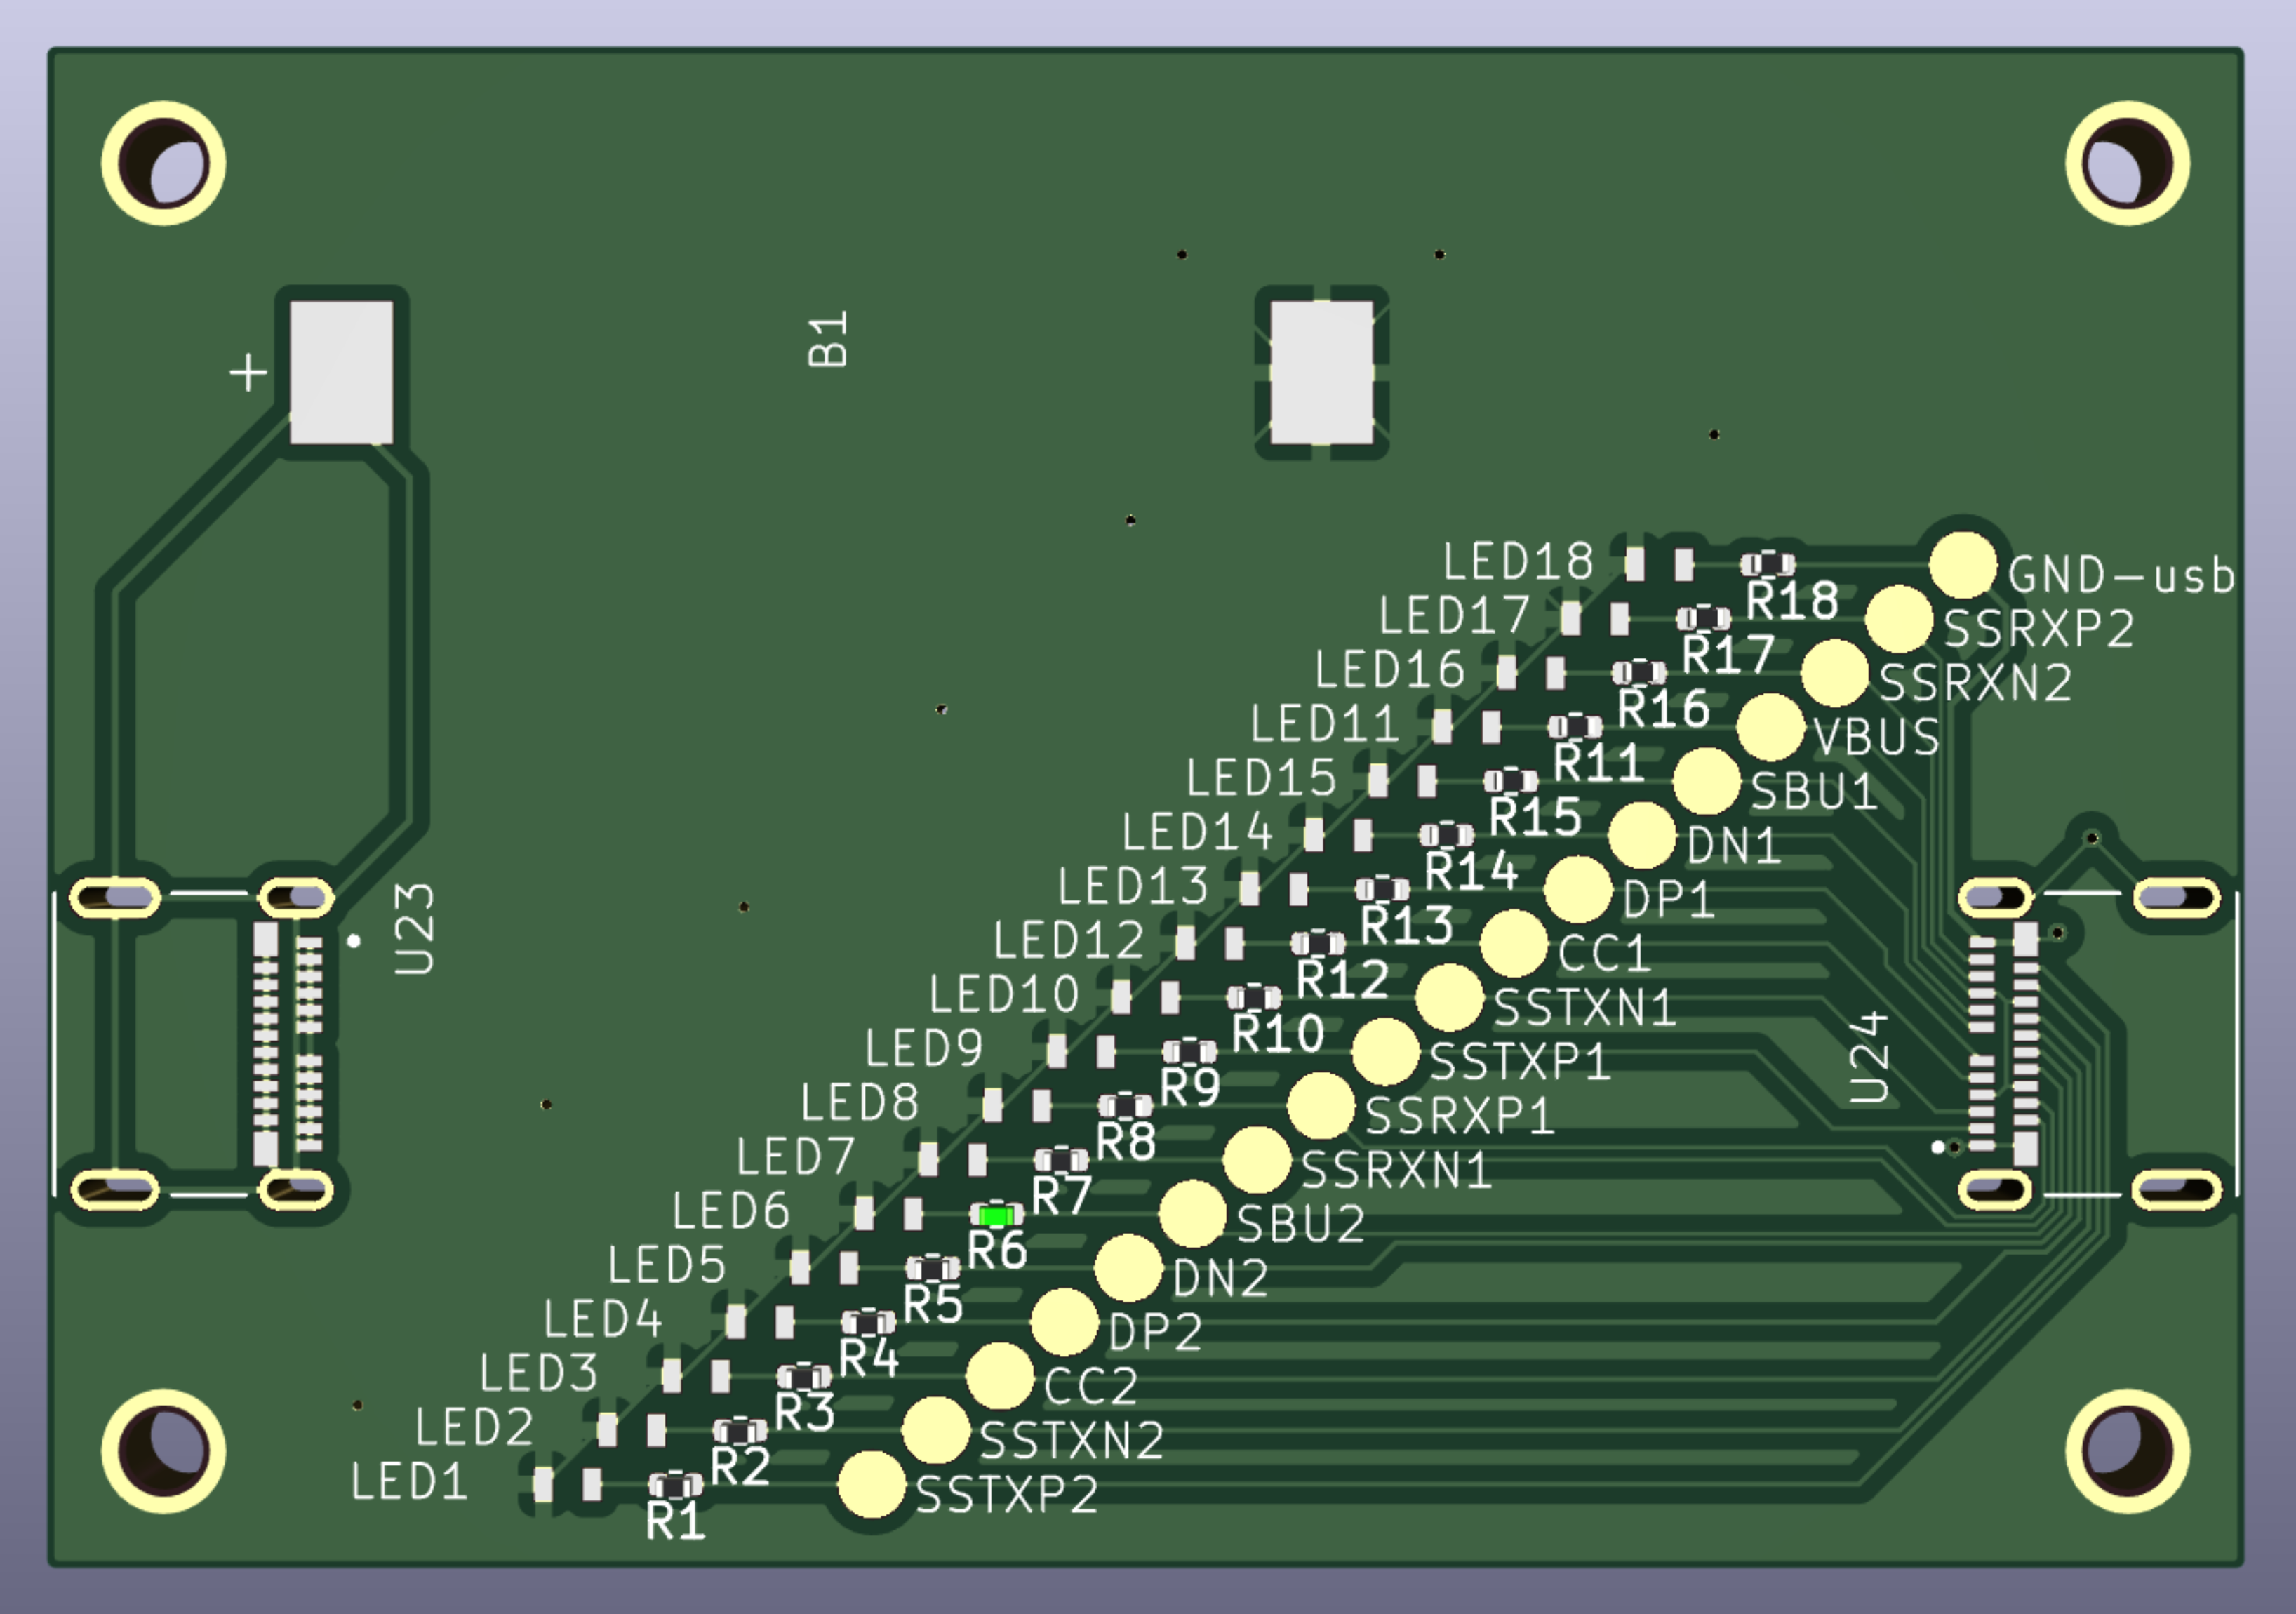 +
B1
LED18
R18
GND-usb
LED17
R17
SSRXP2
LED16
R16
SSRXN2
LED11
R11
VBUS
LED15
R15
SBU1
LED14
R14
DN1
LED13
R13
DP1
LED12
R12
CC1
LED10
R10
SSTXN1
LED9
R9
SSTXP1
LED8
R8
SSRXP1
LED7
R7
SSRXN1
LED6
R6
SBU2
LED5
R5
DN2
LED4
R4
DP2
LED3
R3
CC2
LED2
R2
SSTXN2
LED1
R1
SSTXP2
U23
U24